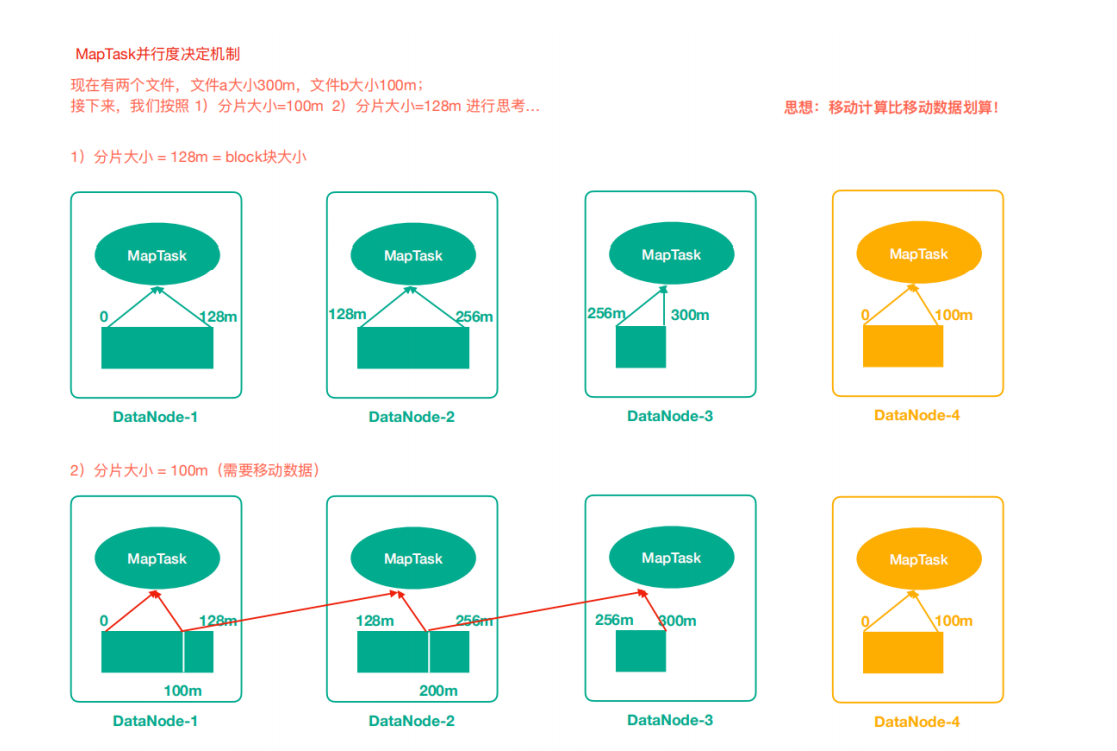 MapTask并行度决定机制
现在有两个文件，文件a大小300m，文件b大小100m；
接下来，我们按照 1）分片大小=100m 2）分片大小=128m 进行思考...
思想：移动计算比移动数据划算！
1）分片大小 = 128m = block块大小
MapTask
MapTask
MapTask
MapTask
0
128m
128m
256m
256m
300m
0
100m
DataNode-1
DataNode-2
DataNode-3
DataNode-4
2）分片大小 = 100m（需要移动数据）
MapTask
MapTask
MapTask
MapTask
0
128m
128m
256m
256m
300m
0
100m
100m
200m
DataNode-1
DataNode-2
DataNode-3
DataNode-4